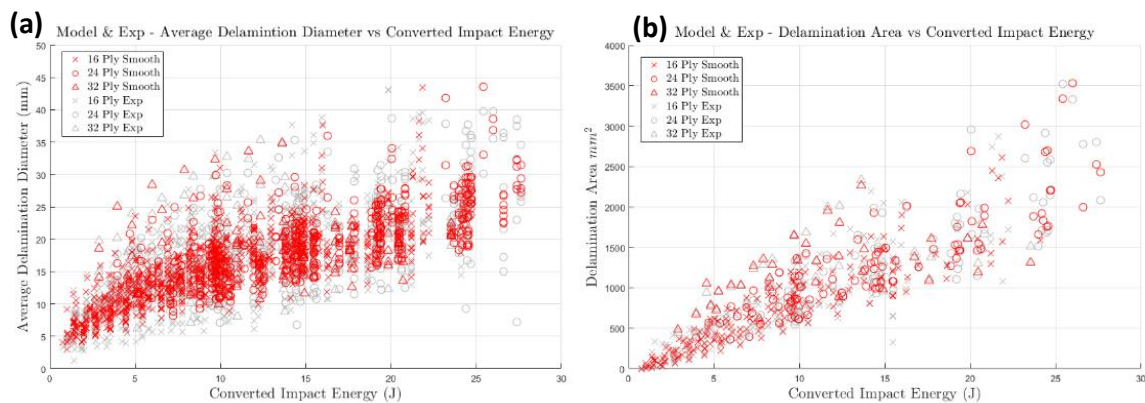 (a)
Model & Exp - Average Delamintion Diameter vs Converted Impact Energy
50
45
40
35
30
25
20
15
10
5
0
Average Delamination Diameter (mm)
16 Ply Smooth
24 Ply Smooth
32 Ply Smooth
16 Ply Exp
24 Ply Exp
32 Ply Exp
0 5 10 15 20 25 30
Converted Impact Energy (J)
(b)
Model & Exp - Delamination Area vs Converted Impact Energy
4000
3500
3000
2500
2000
1500
1000
500
0
Delamination Area mm²
16 Ply Smooth
24 Ply Smooth
32 Ply Smooth
16 Ply Exp
24 Ply Exp
32 Ply Exp
0 5 10 15 20 25 30
Converted Impact Energy (J)